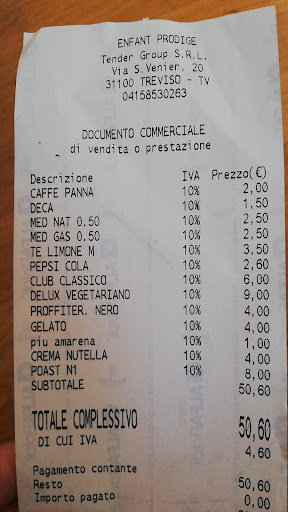 ENFANT PRODIGE
Tender Group S.R.L.
Via S.Venier, 20
31100 TREVISO - TV
04158530263
DOCUMENTO COMMERCIALE
di vendita o prestazione
Descrizione IVA Prezzo(€)
CAFFE PANNA 10% 2,00
DECA 10% 1,50
MED NAT 0.50 10% 2,50
MED GAS 0.50 10% 2,50
TE LIMONE M 10% 3,50
PEPSI COLA 10% 2,60
CLUB CLASSICO 10% 6,00
DELUX VEGETARIANO 10% 9,00
PROFFITER. NERO 10% 4,00
GELATO 10% 4,00
piu amarena 10% 1,00
CREMA NUTELLA 10% 4,00
POAST N1 10% 8,00
SUBTOTALE 50,60
TOTALE COMPLESSIVO 50,60
DI CUI IVA 4,60
Pagamento contante 50,60
Resto 0,00
Importo pagato